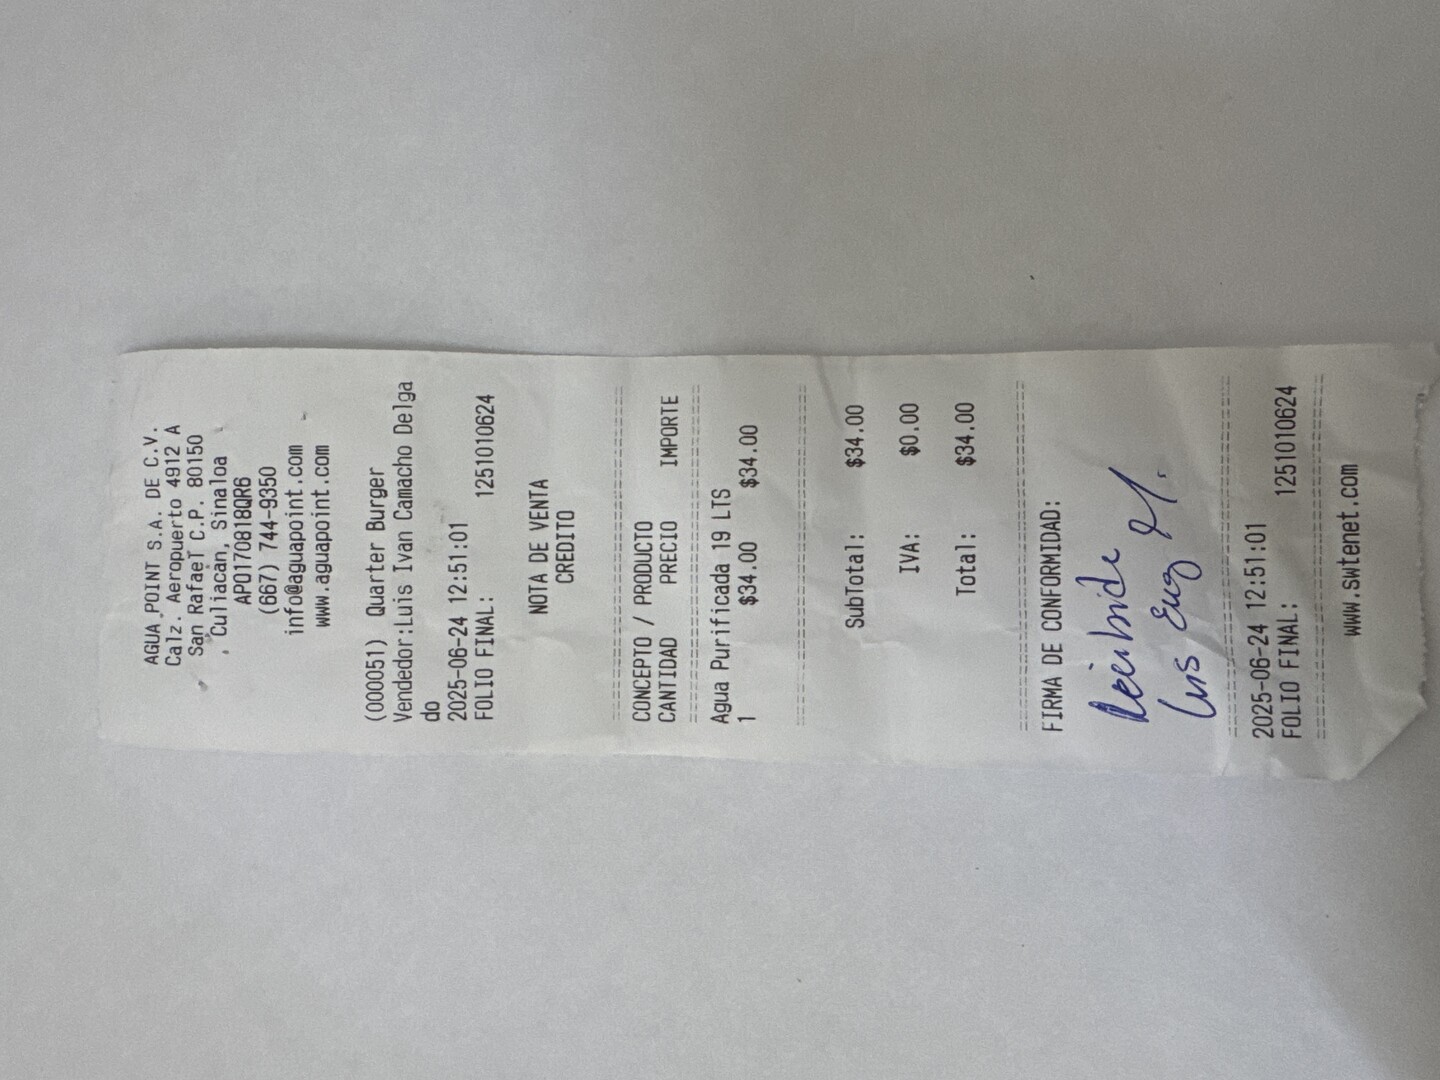 AGUA POINT S.A. DE C.V.
Calz. Aeropuerto 4912 A
San Rafael C.P. 80150
Culiacán, Sinaloa
APO170818QR6
(667) 744-9350
info@aguapoint.com
www.aguapoint.com
(000051) Quarter Burger
Vendedor:Luis Ivan Camacho Delga
do
2025-06-24 12:51:01
FOLIO FINAL: 1251010624
NOTA DE VENTA
CREDITO
CONCEPTO / PRODUCTO
CANTIDAD PRECIO IMPORTE
Agua Purificada 19 LTS
1 $34.00 $34.00
SubTotal: $34.00
IVA: $0.00
Total: $34.00
FIRMA DE CONFORMIDAD:
Luis
2025-06-24 12:51:01
FOLIO FINAL: 1251010624
www.swtenet.com